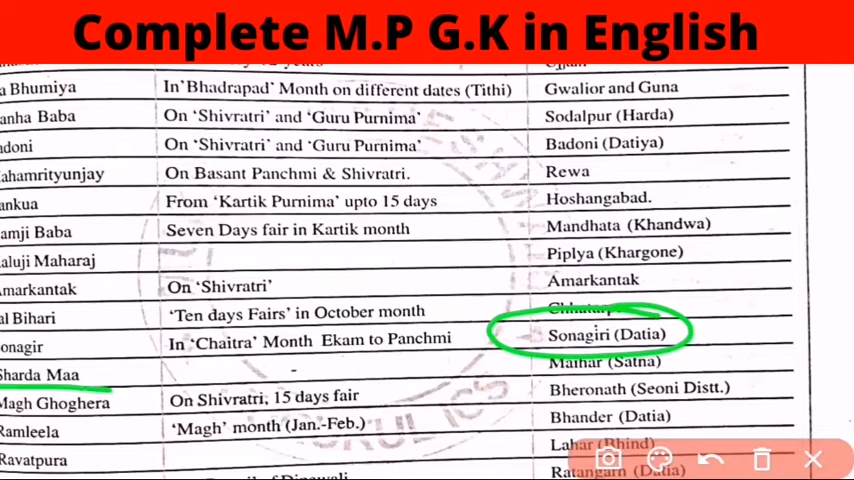 Complete M.P G.K in English
Ujjain
a Bhumiya In 'Bhadrapad' Month on different dates (Tithi) Gwalior and Guna
anha Baba On 'Shivratri' and 'Guru Purnima' Sodalpur (Harda)
adoni On 'Shivratri' and 'Guru Purnima' Badoni (Datiya)
ahamrityunjay On Basant Panchmi & Shivratri. Rewa
ankua From 'Kartik Purnima' upto 15 days Hoshangabad.
amji Baba Seven Days fair in Kartik month Mandhata (Khandwa)
aluji Maharaj Piplya (Khargone)
markantak On 'Shivratri' Amarkantak
al Bihari 'Ten days Fairs' in October month
onagir In 'Chaitra' Month Ekam to Panchmi Sonagiri (Datia)
Sharda Maa - Maihar (Satna)
Magh Ghoghera On Shivratri; 15 days fair Bheronath (Seoni Distt.)
Ramleela 'Magh' month (Jan.-Feb.) Bhander (Datia)
Ravatpura Lahar (Bhind)
Ratangarh (Datia)